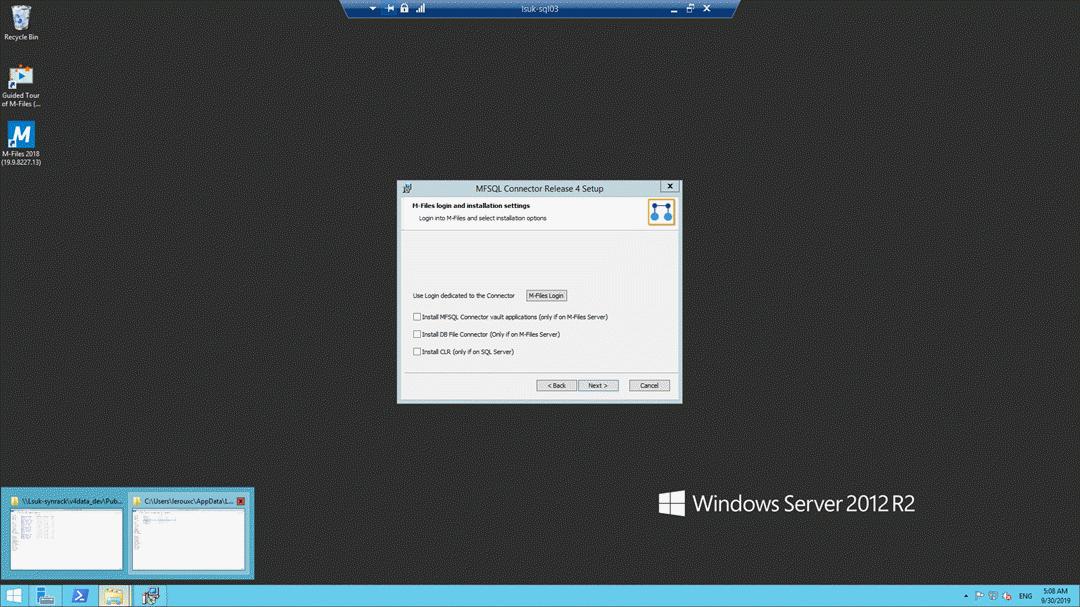 lsuk-sql03
Recycle Bin
Guided Tour
of M-Files (...
M
M-Files 2018
(19.9.8227.13)
MFSQL Connector Release 4 Setup
M-Files login and installation settings
Login into M-Files and select installation options
Use Login dedicated to the Connector
M-Files Login
Install MFSQL Connector vault applications (only if on M-Files Server)
Install DB File Connector (Only if on M-Files Server)
Install CLR (only if on SQL Server)
< Back
Next >
Cancel
\\Lsuk-synrack\v4data_dev\Pub...
C:\Users\lerouxc\AppData\L...
Windows Server 2012 R2
ENG
5:08 AM
9/30/2019